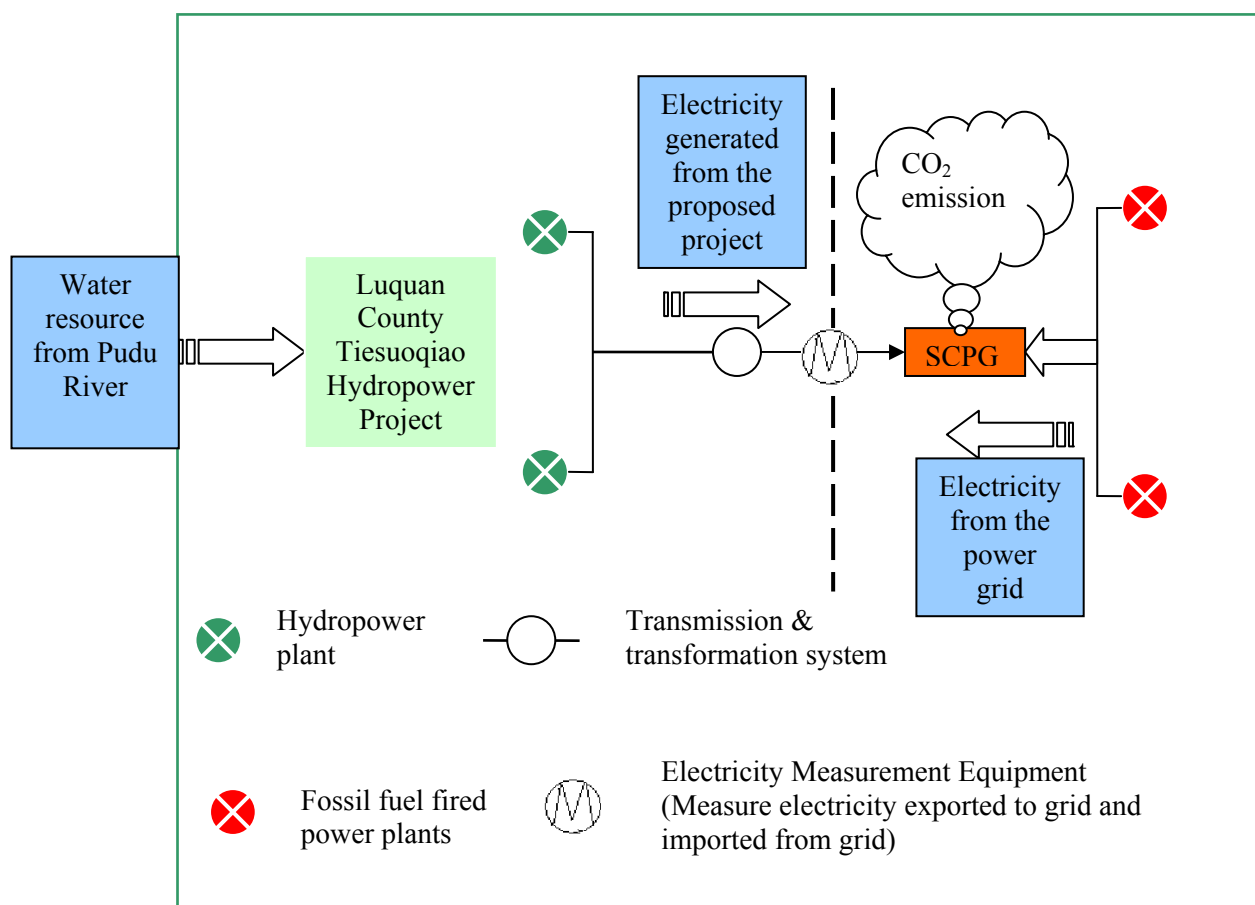 Water
resource
from Pudu
River
Luquan
County
Tiesuoqiao
Hydropower
Project
Electricity
generated
from the
proposed
project
CO₂
emission
SCPG
Electricity
from the
power
grid
Hydropower
plant
Transmission &
transformation system
Fossil fuel fired
power plants
Electricity Measurement Equipment
(Measure electricity exported to grid and
imported from grid)